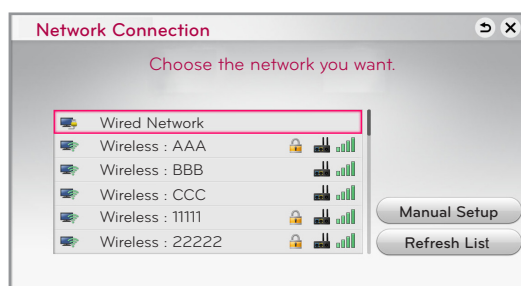 Network Connection
Choose the network you want.
Wired Network
Wireless : AAA
Wireless : BBB
Wireless : CCC
Wireless : 11111
Wireless : 22222
Manual Setup
Refresh List